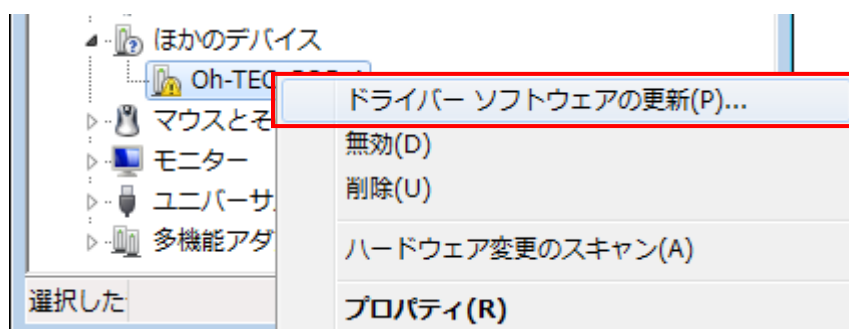 ほかのデバイス
Oh-TEC
ドライバー ソフトウェアの更新(P)...
マウスとそ
無効(D)
モニター
削除(U)
ユニバーサ
多機能アダ
ハードウェア変更のスキャン(A)
選択した
プロパティ(R)